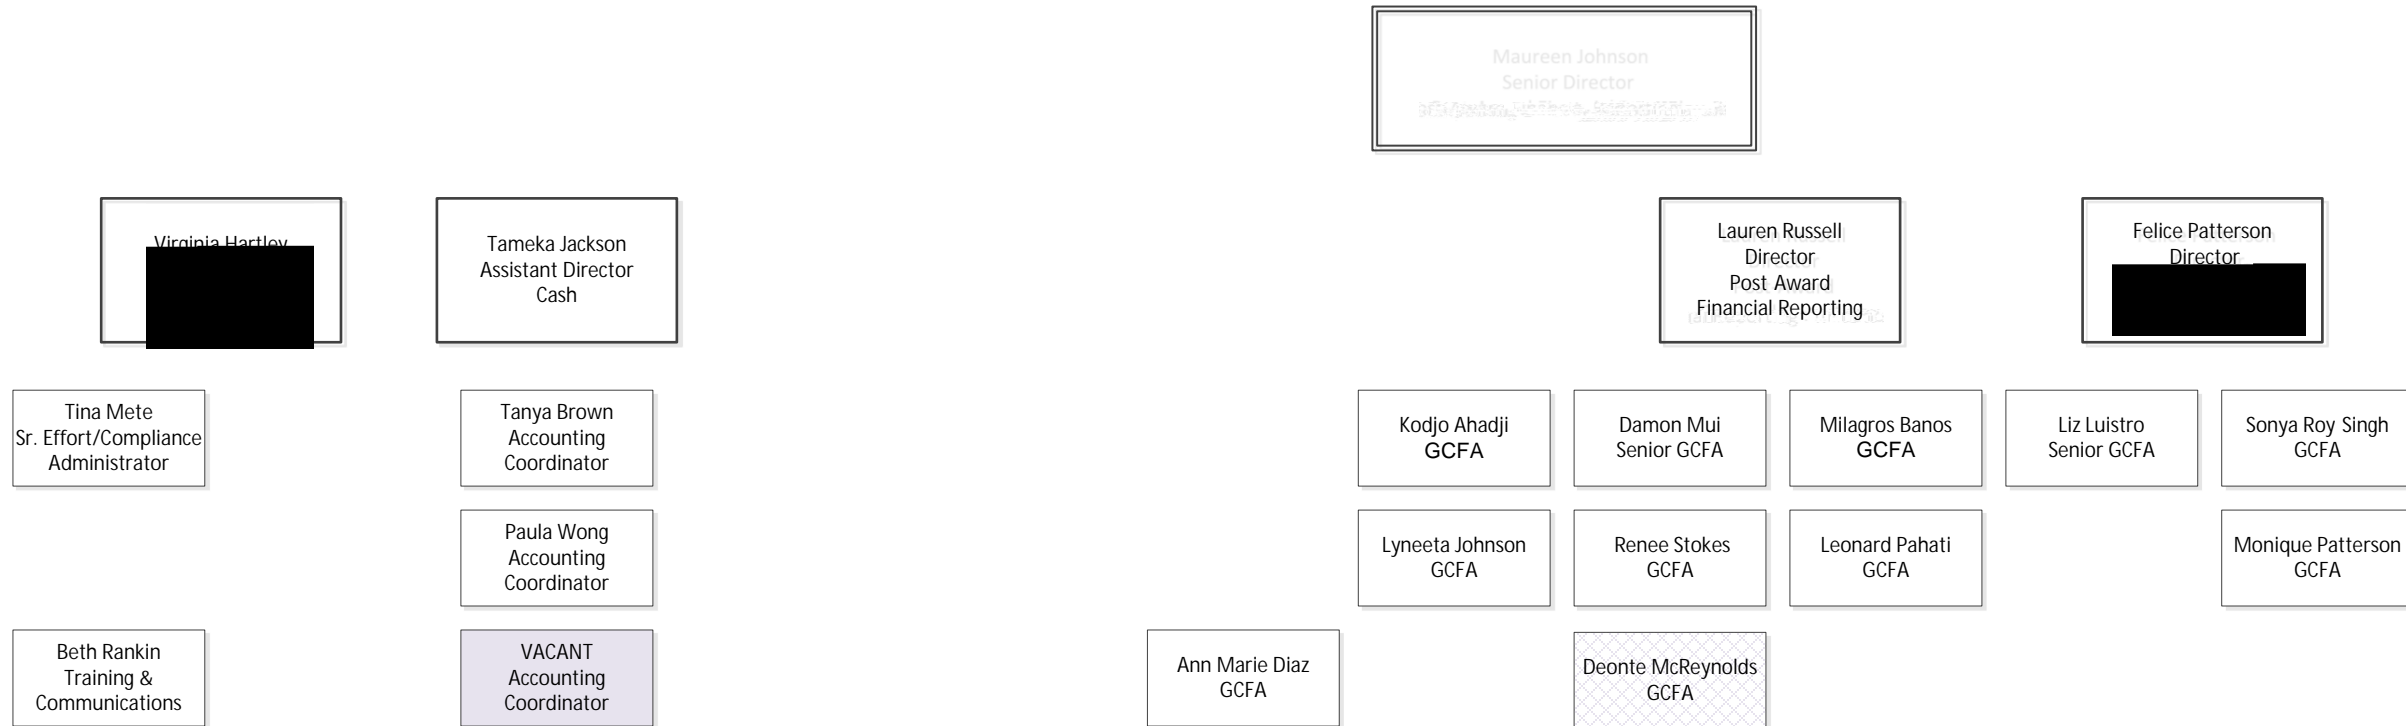 Maureen Johnson
Senior Director
Virginia Hartley
Tameka Jackson
Assistant Director
Cash
Lauren Russell
Director
Post Award
Financial Reporting
Felice Patterson
Director
Tina Mete
Sr. Effort/Compliance
Administrator
Tanya Brown
Accounting
Coordinator
Kodjo Ahadji
GCFA
Damon Mui
Senior GCFA
Milagros Banos
GCFA
Liz Luistro
Senior GCFA
Sonya Roy Singh
GCFA
Paula Wong
Accounting
Coordinator
Lyneeta Johnson
GCFA
Renee Stokes
GCFA
Leonard Pahati
GCFA
Monique Patterson
GCFA
Beth Rankin
Training &
Communications
VACANT
Accounting
Coordinator
Ann Marie Diaz
GCFA
Deonte McReynolds
GCFA